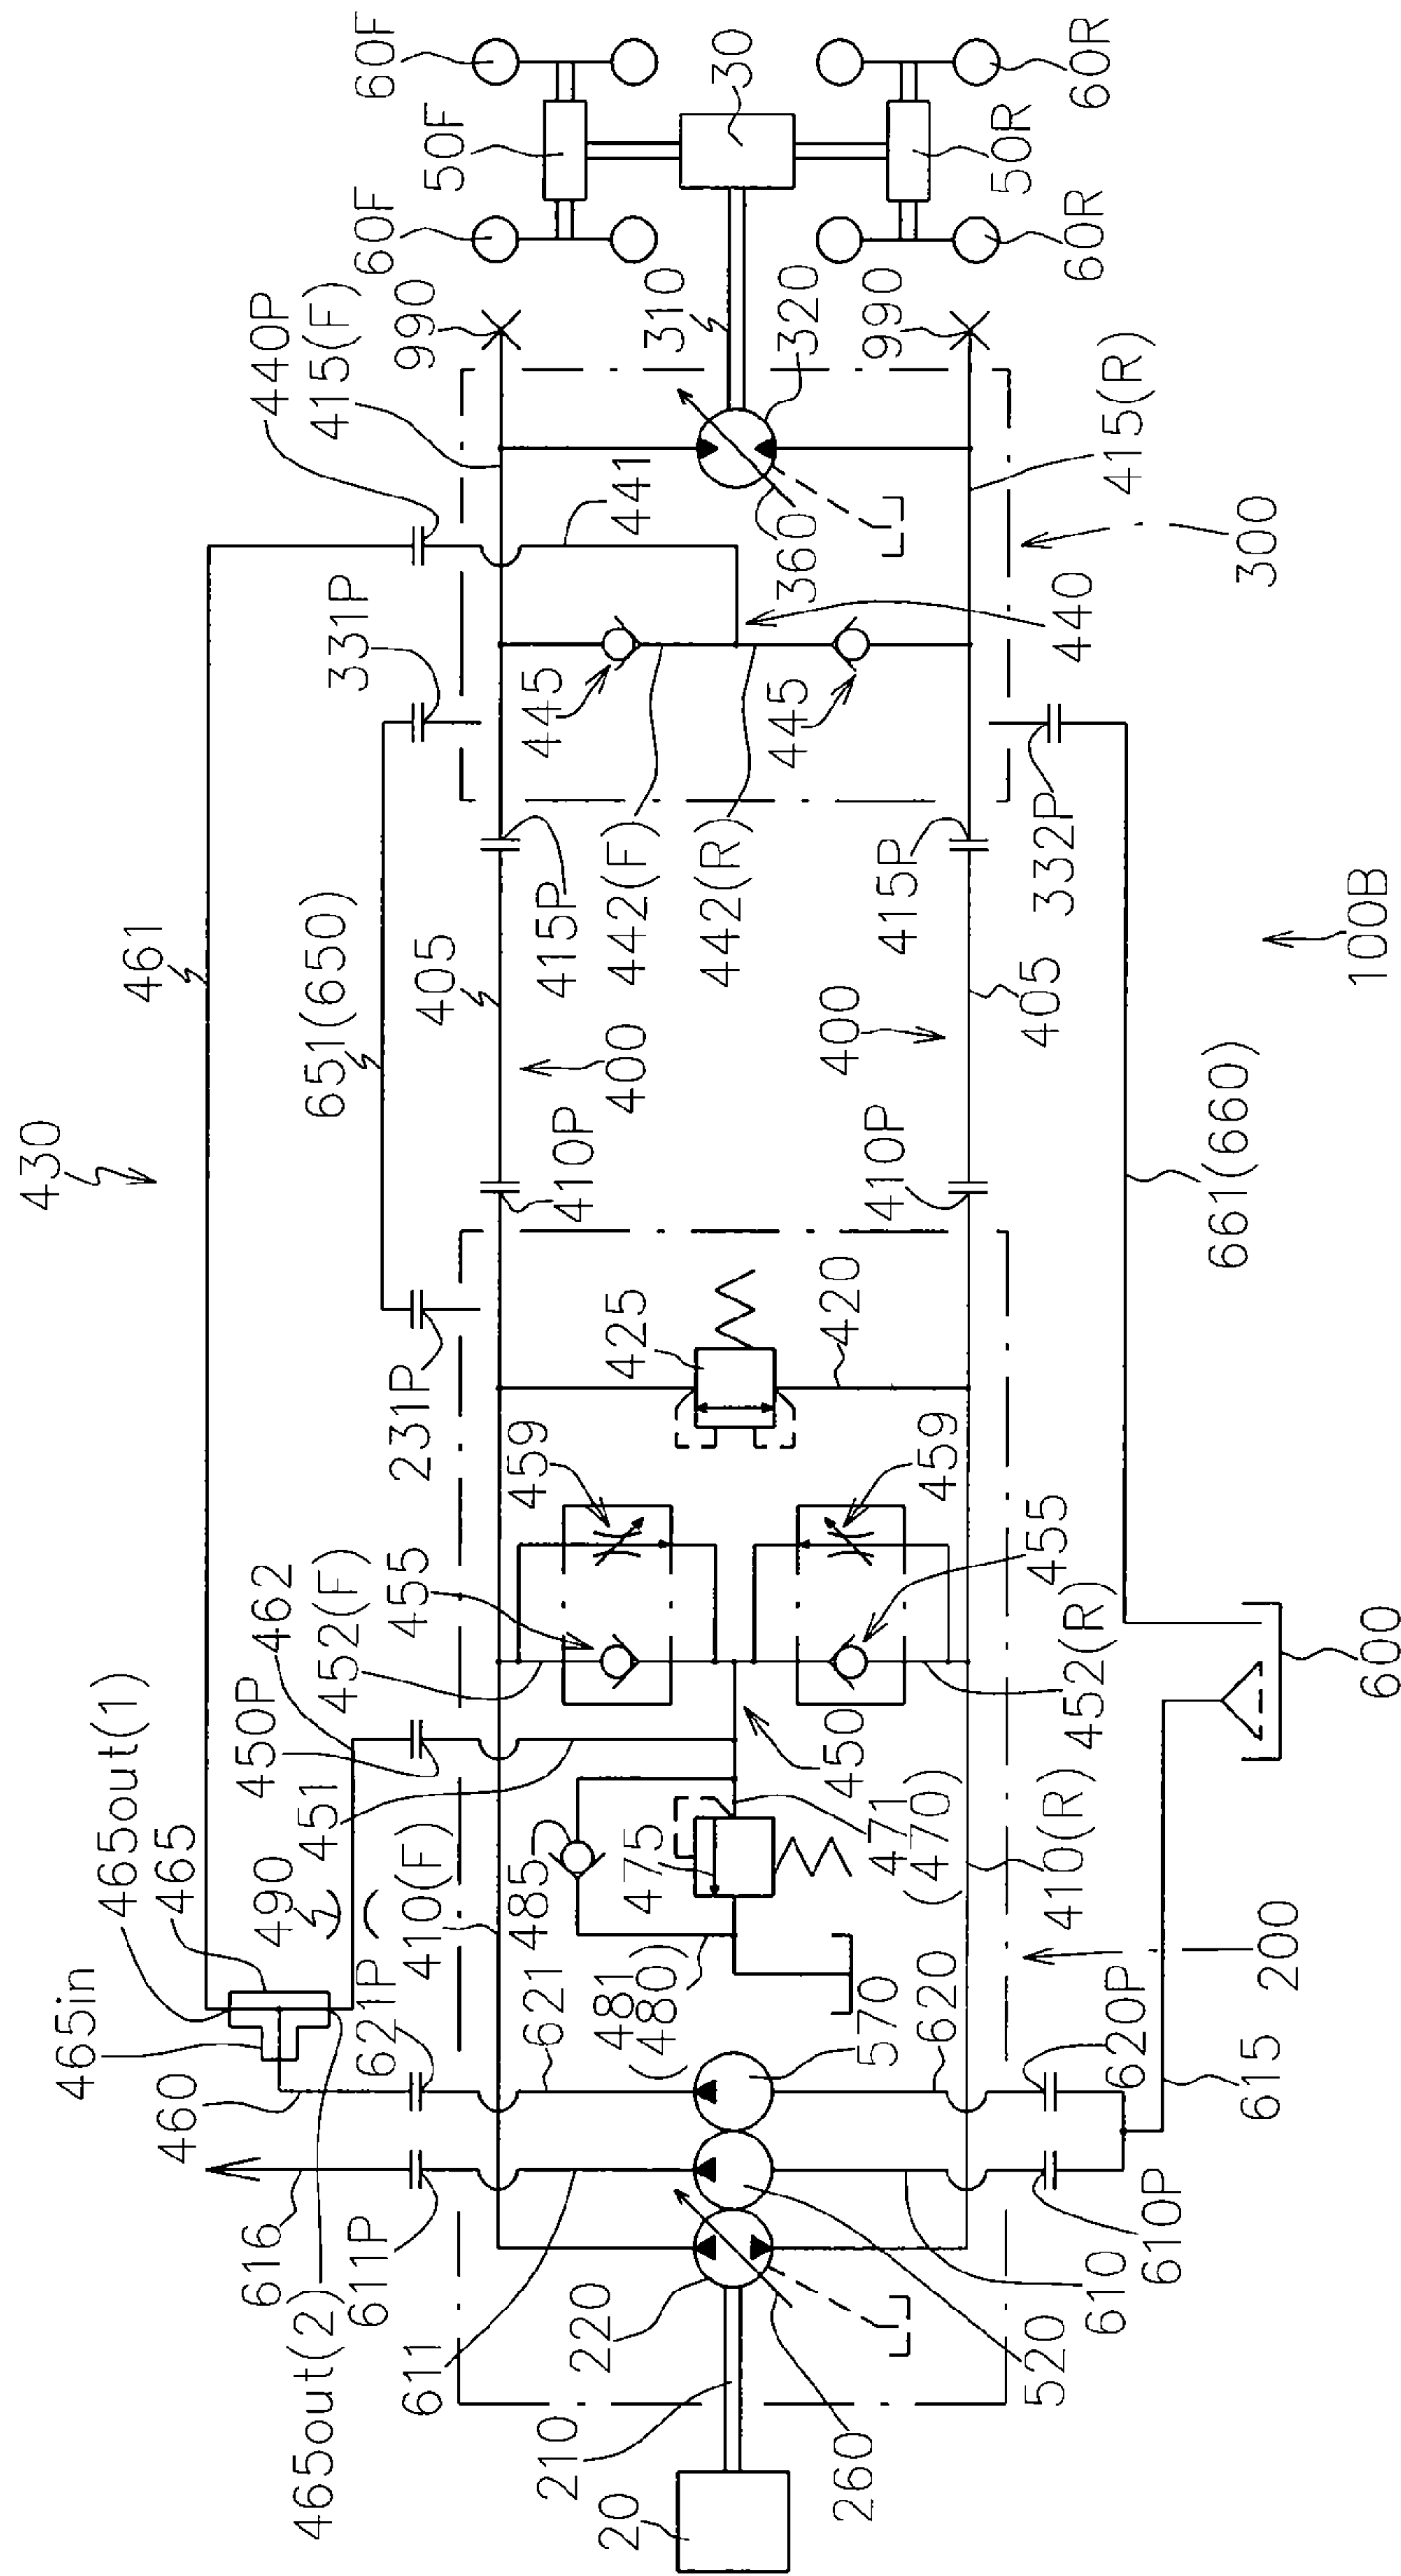 430
461
651(650)
405
400
400
405
100B
661(660)
440P
415(F)
331P
441
445
445
442(F)
442(R)
415P
415P
332P
440
360
300
415(R)
310
320
990
990
60F
60F
50F
30
50R
60R
60R
410P
410P
231P
425
420
459
459
455
455
452(F)
452(R)
462
450P
451
450
465out(1)
465
490
465in
410(F)
485
475
471
(470)
410(R)
200
600
460
621P
621
481
(480)
570
620
620P
615
616
465out(2)
611P
611
220
210
20
260
520
610
610P